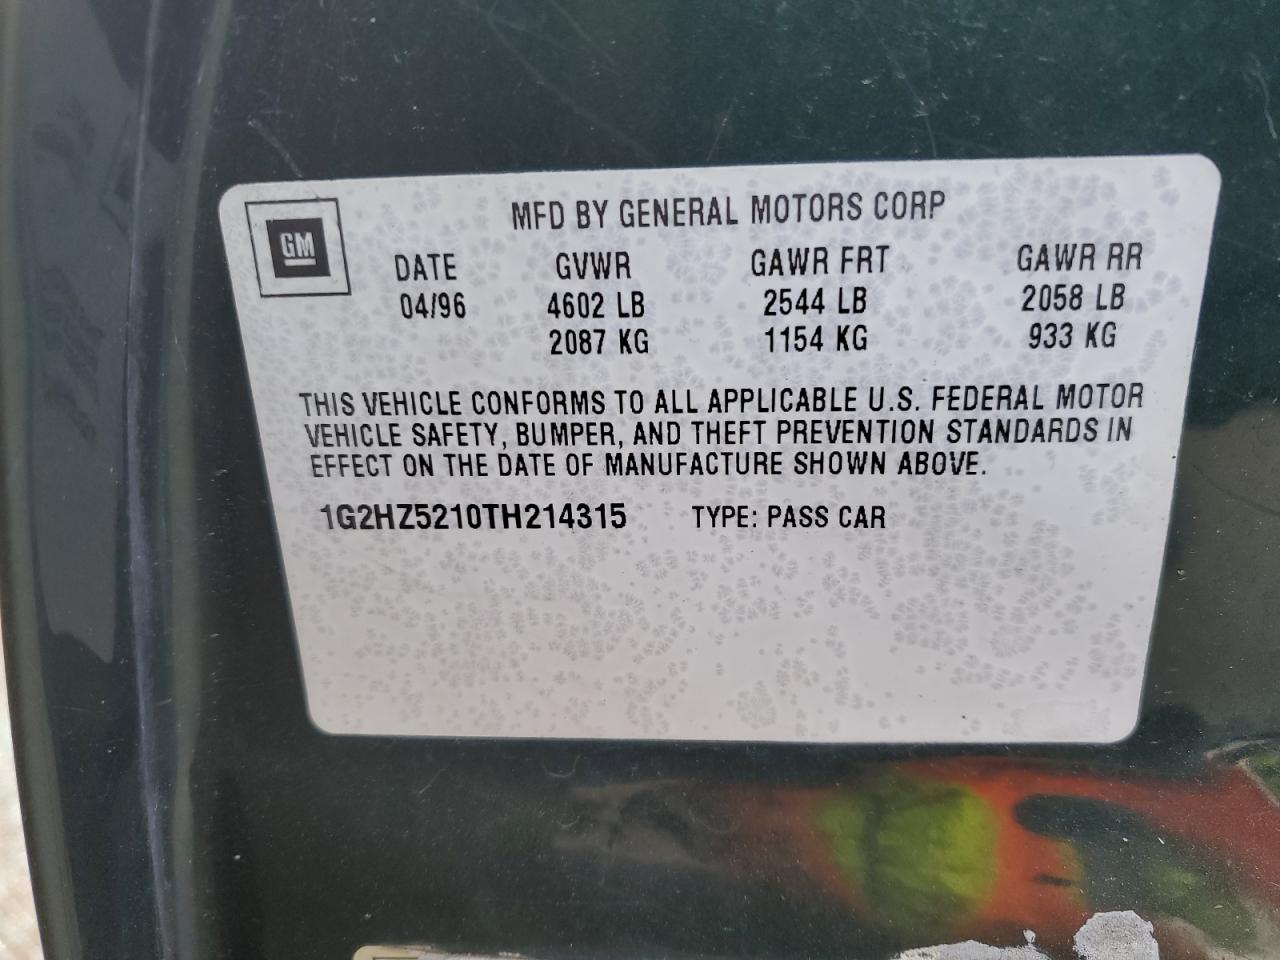 MFD BY GENERAL MOTORS CORP
GM
DATE GVWR GAWR FRT GAWR RR
04/96 4602 LB 2544 LB 2058 LB
2087 KG 1154 KG 933 KG
THIS VEHICLE CONFORMS TO ALL APPLICABLE U.S. FEDERAL MOTOR
VEHICLE SAFETY, BUMPER, AND THEFT PREVENTION STANDARDS IN
EFFECT ON THE DATE OF MANUFACTURE SHOWN ABOVE.
1G2HZ5210TH214315 TYPE: PASS CAR